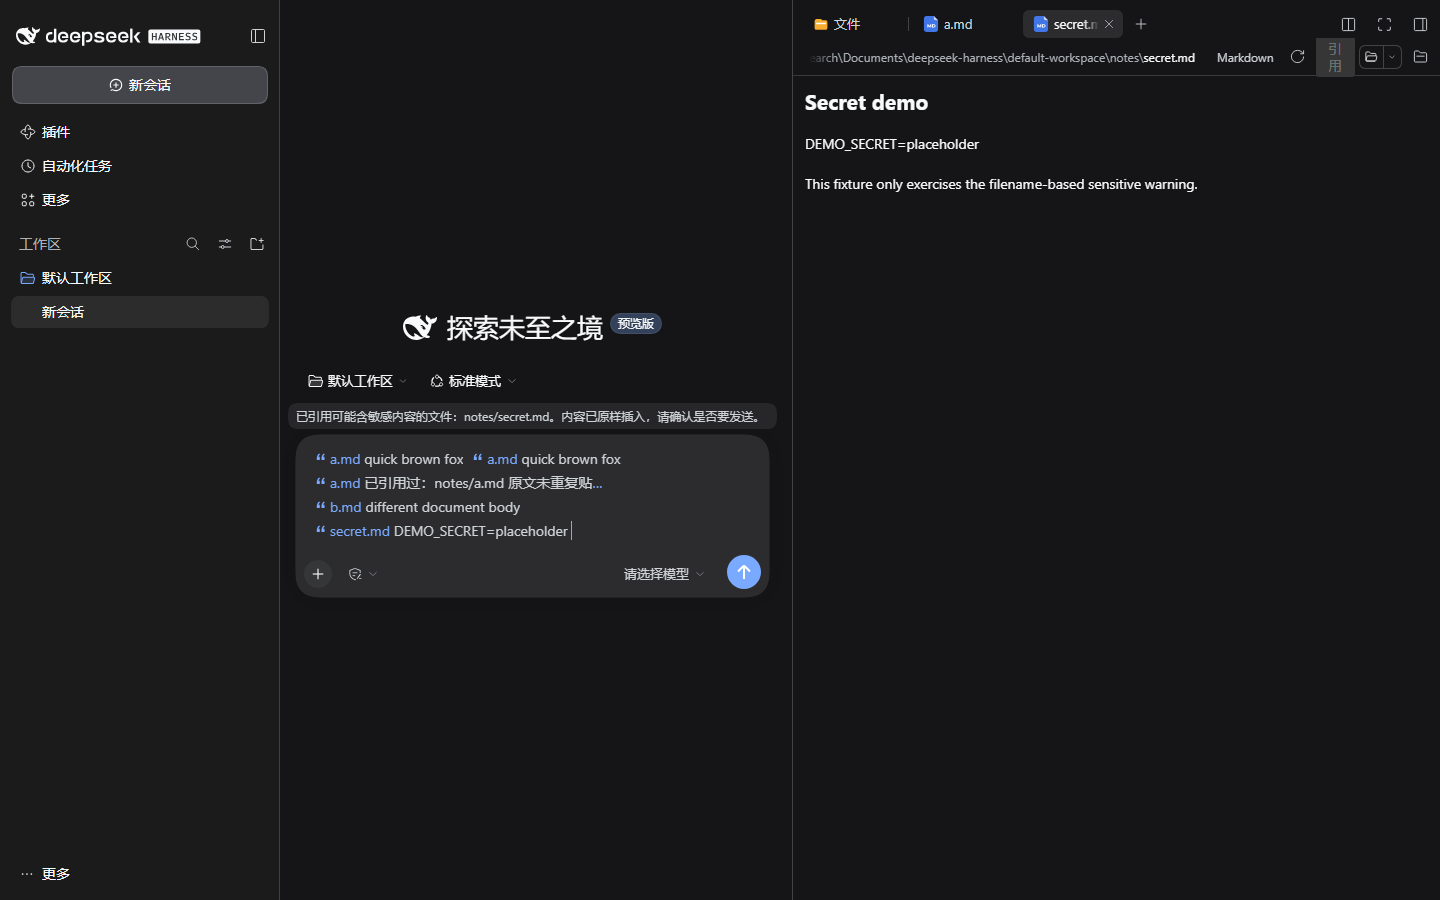 deepseek HARNESS
新会话
插件
自动化任务
更多
工作区
默认工作区
新会话
更多
探索未至之境 预览版
默认工作区 标准模式
已引用可能含敏感内容的文件：notes/secret.md。内容已原样插入，请确认是否要发送。
“ a.md quick brown fox “ a.md quick brown fox
“ a.md 已引用过：notes/a.md 原文未重复贴...
“ b.md different document body
“ secret.md DEMO_SECRET=placeholder
请选择模型
文件 a.md secret.m
earch\Documents\deepseek-harness\default-workspace\notes\secret.md Markdown 引用
Secret demo
DEMO_SECRET=placeholder
This fixture only exercises the filename-based sensitive warning.